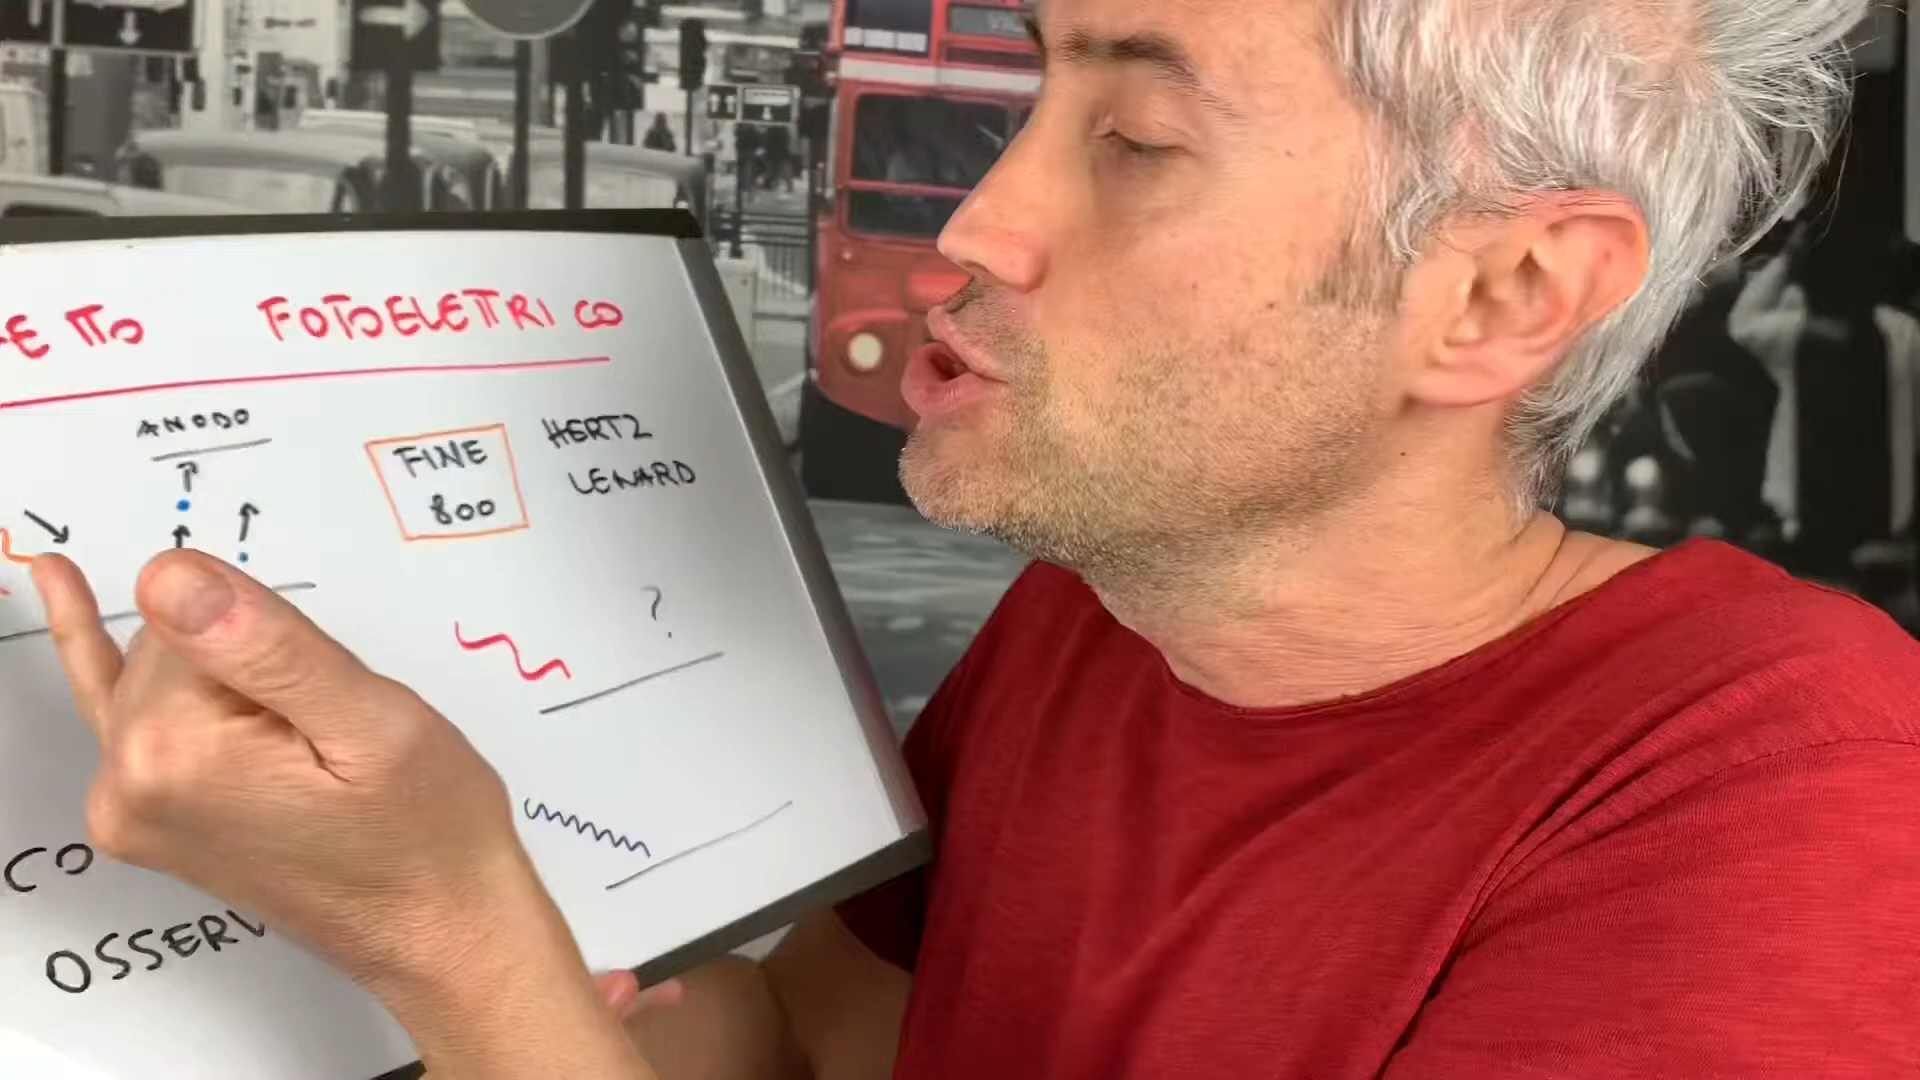 FOTOELETTRICO
ANODO
FINE
800
HERTZ
LENARD
?
CO
OSSERV